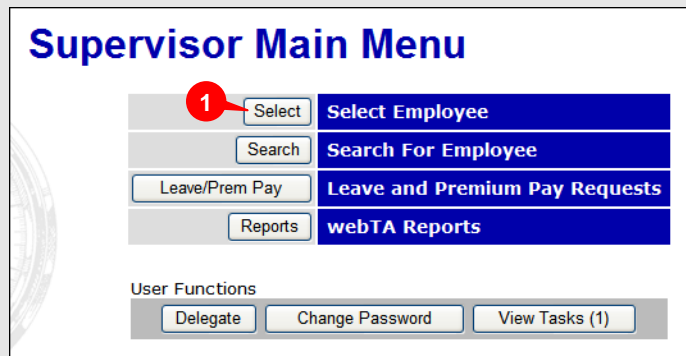 Supervisor Main Menu
1
Select Select Employee
Search Search For Employee
Leave/Prem Pay Leave and Premium Pay Requests
Reports webTA Reports
User Functions
Delegate Change Password View Tasks (1)